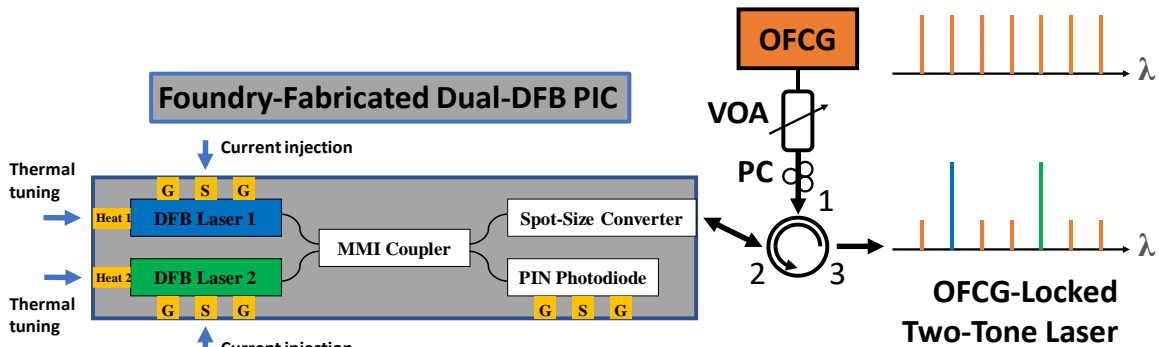 OFCG
λ
Foundry-Fabricated Dual-DFB PIC
VOA
Current injection
Thermal
tuning
PC
G S G
1
Heat 1
DFB Laser 1
Spot-Size Converter
MMI Coupler
2
3
λ
Heat 2
DFB Laser 2
PIN Photodiode
G S G
G S G
Thermal
tuning
OFCG-Locked
Two-Tone Laser
Current injection